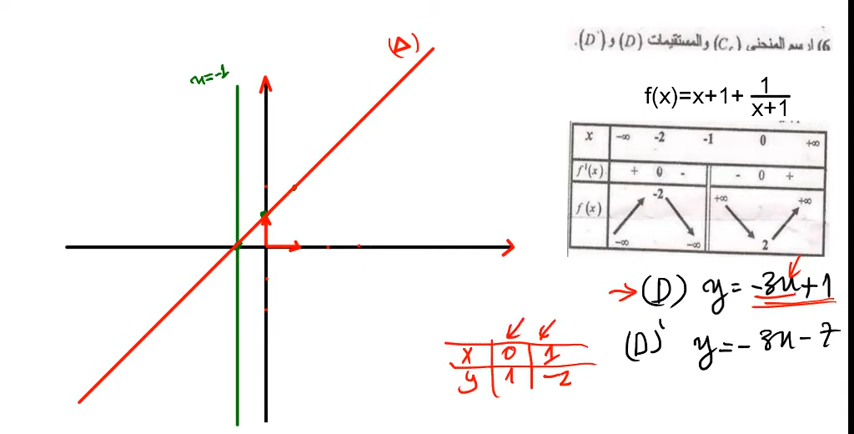 6) ارسم المنحنى (Cf) والمستقيمات (D) و (D').
(Δ)
x=-1
f(x)=x+1+ 1/(x+1)
x -∞ -2 -1 0 +∞
f'(x) + 0 - - 0 +
f(x) -∞ -2 -∞ +∞ 2 +∞
(D) y = -3x+1
(D)' y = -3x-7
x 0 1
y 1 -2